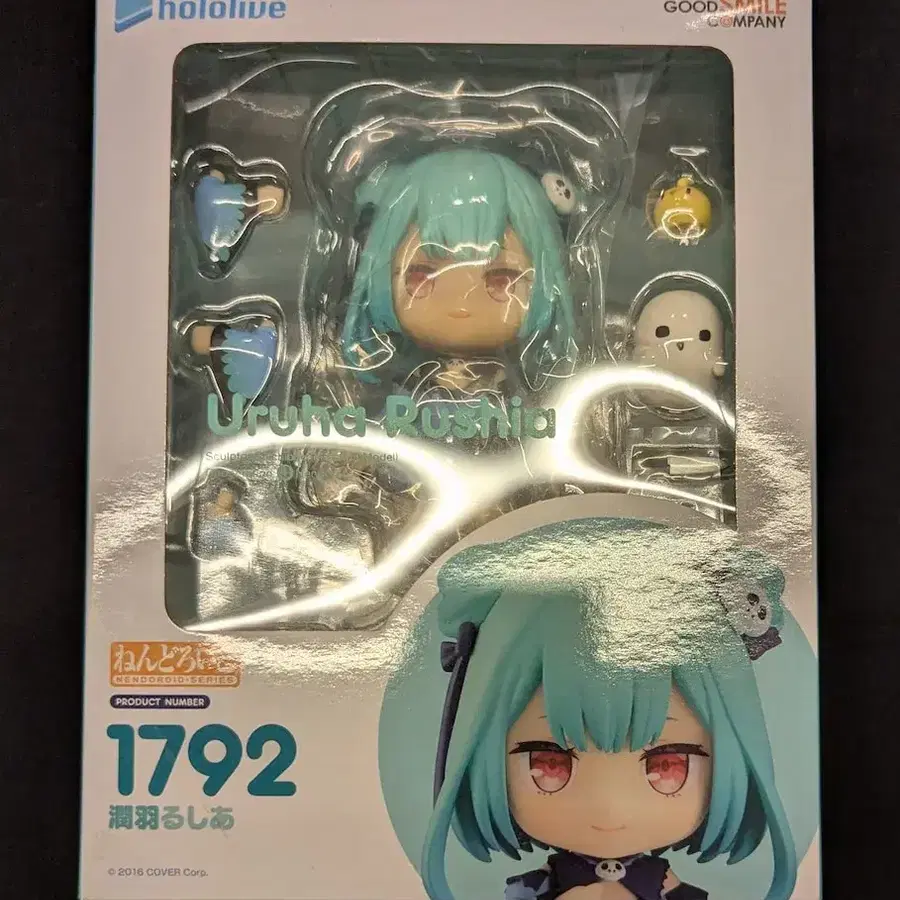 hololive
GOOD SMILE
COMPANY
Uruha Rushia
ねんどろいど
NENDOROID•SERIES
PRODUCT NUMBER
1792
潤羽るしあ
© 2016 COVER Corp.